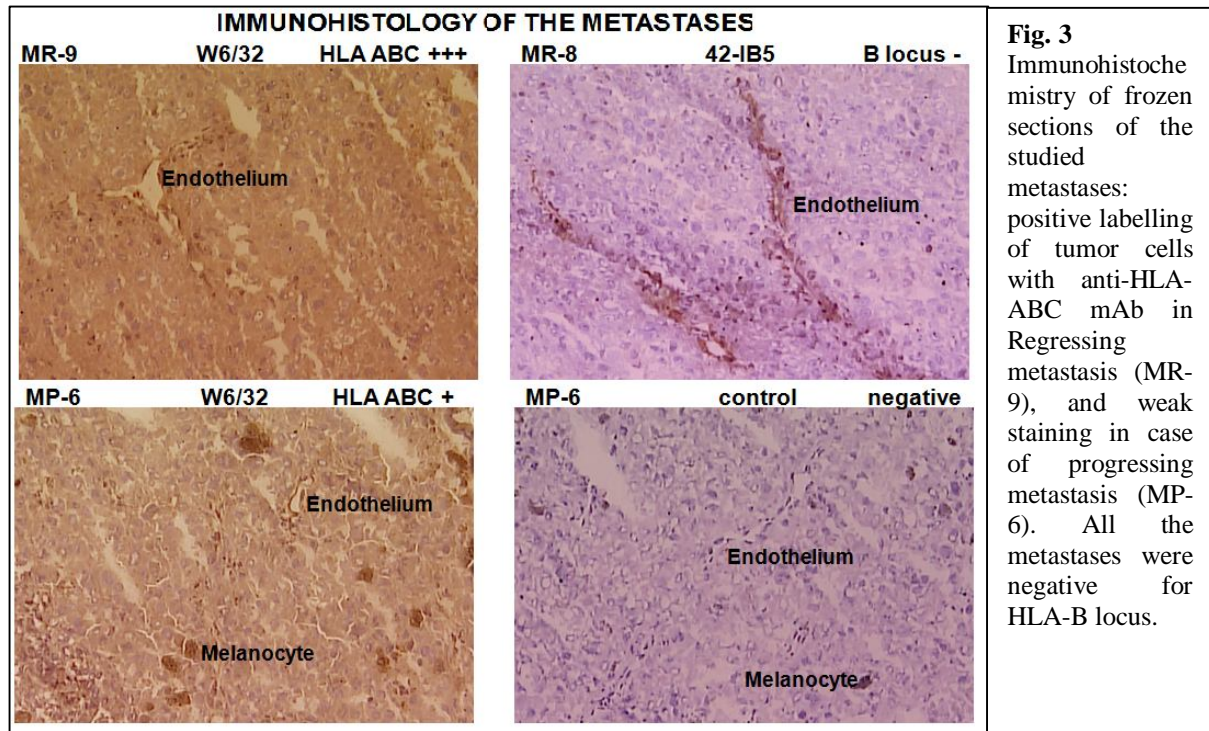 IMMUNOHISTOLOGY OF THE METASTASES
MR-9 W6/32 HLA ABC +++
Endothelium
MR-8 42-IB5 B locus -
Endothelium
MP-6 W6/32 HLA ABC +
Endothelium
Melanocyte
MP-6 control negative
Endothelium
Melanocyte
Fig. 3
Immunohistoche
mistry of frozen
sections of the
studied
metastases:
positive labelling
of tumor cells
with anti-HLA-
ABC mAb in
Regressing
metastasis (MR-
9), and weak
staining in case
of progressing
metastasis (MP-
6). All the
metastases were
negative for
HLA-B locus.